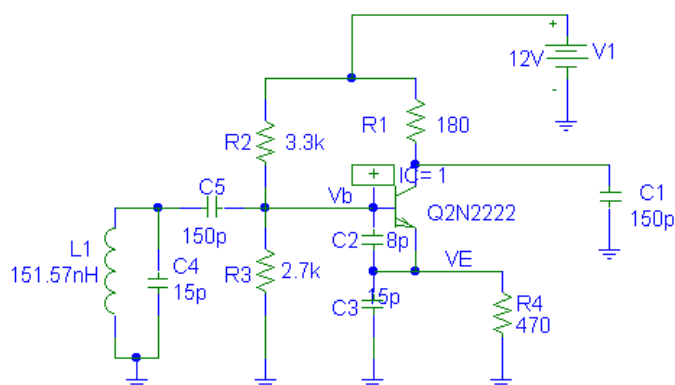 +
12V
V1
-
R2
3.3k
R1
180
+
IC= 1
C5
Vb
Q2N2222
C1
150p
150p
C2
8p
L1
151.57nH
C4
15p
R3
2.7k
VE
C3
15p
R4
470